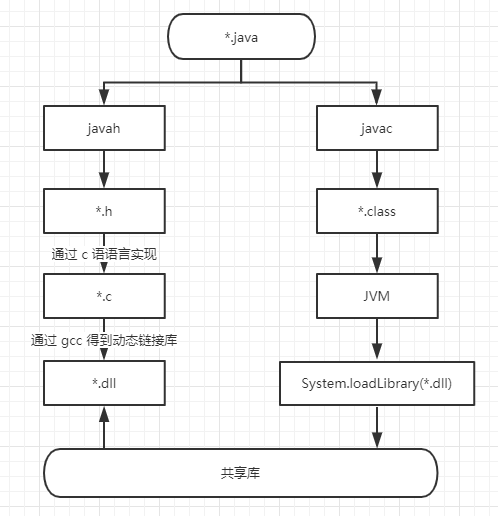 *.java
javah
javac
*.h
*.class
通过 c 语语言实现
*.c
JVM
通过 gcc 得到动态链接库
*.dll
System.loadLibrary(*.dll)
共享库